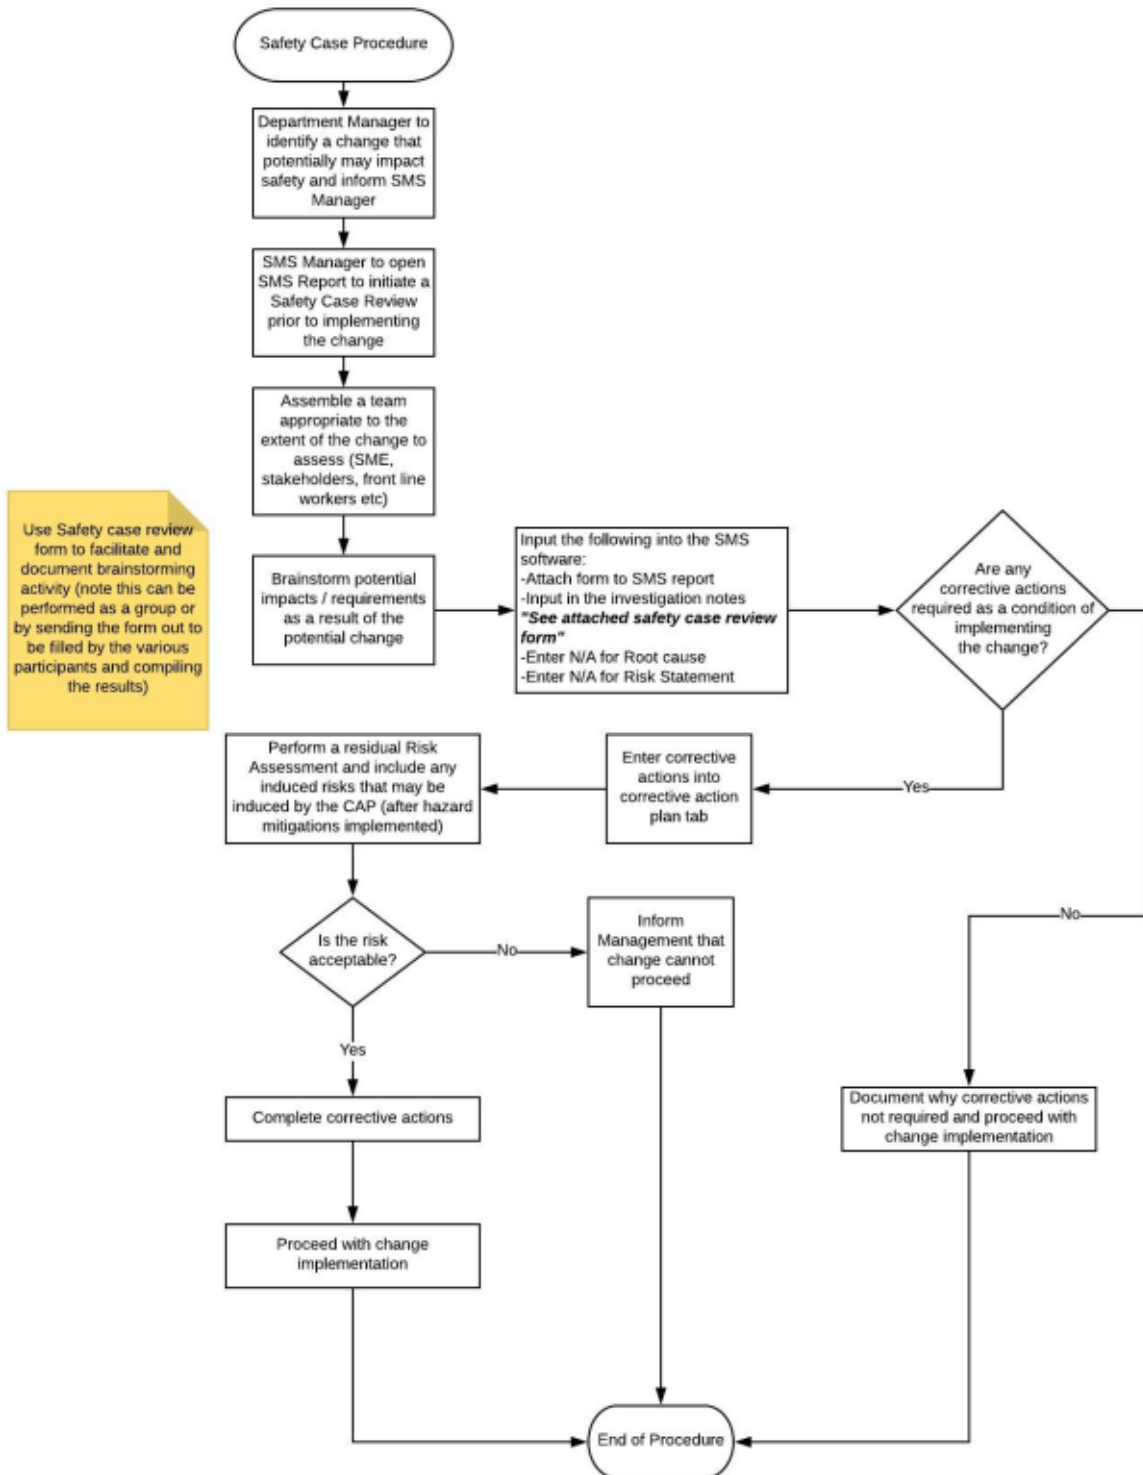 Safety Case Procedure
Department Manager to
identify a change that
potentially may impact
safety and inform SMS
Manager
SMS Manager to open
SMS Report to initiate a
Safety Case Review
prior to implementing
the change
Assemble a team
appropriate to the
extent of the change to
assess (SME,
stakeholders, front line
workers etc)
Use Safety case review
form to facilitate and
document brainstorming
activity (note this can be
performed as a group or
by sending the form out to
be filled by the various
participants and compiling
the results)
Brainstorm potential
impacts / requirements
as a result of the
potential change
Input the following into the SMS
software:
-Attach form to SMS report
-Input in the investigation notes
"See attached safety case review
form"
-Enter N/A for Root cause
-Enter N/A for Risk Statement
Are any
corrective actions
required as a condition of
implementing
the change?
Yes
Enter corrective
actions into
corrective action
plan tab
Perform a residual Risk
Assessment and include any
induced risks that may be
induced by the CAP (after hazard
mitigations implemented)
Is the risk
acceptable?
No
Inform
Management that
change cannot
proceed
No
Yes
Complete corrective actions
Document why corrective actions
not required and proceed with
change implementation
Proceed with change
implementation
End of Procedure